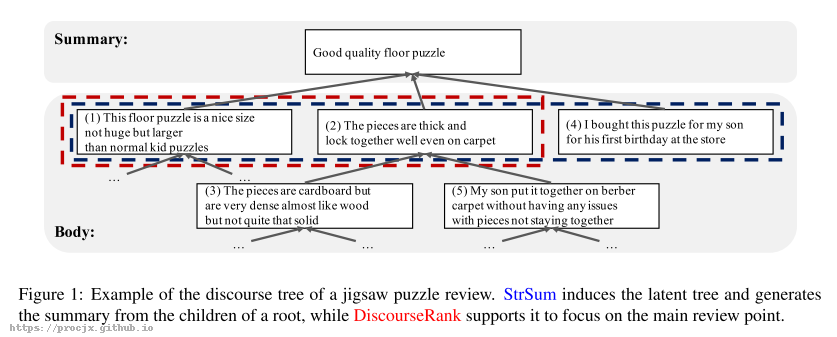 Summary:
Good quality floor puzzle
(1) This floor puzzle is a nice size
not huge but larger
than normal kid puzzles
(2) The pieces are thick and
lock together well even on carpet
(4) I bought this puzzle for my son
for his first birthday at the store
... ...
(3) The pieces are cardboard but
are very dense almost like wood
but not quite that solid
(5) My son put it together on berber
carpet without having any issues
with pieces not staying together
Body:
... ... ... ...
Figure 1: Example of the discourse tree of a jigsaw puzzle review. StrSum induces the latent tree and generates
the summary from the children of a root, while DiscourseRank supports it to focus on the main review point.
https://procjx.github.io